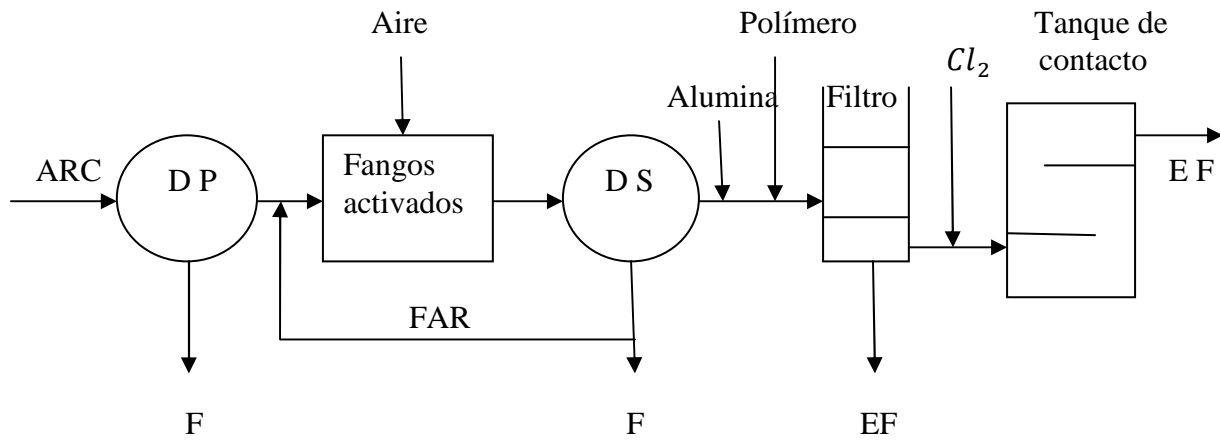 Aire
Polímero
Tanque de
contacto
Cl₂
Alumina
Filtro
ARC
D P
Fangos
activados
D S
E F
FAR
F
F
EF